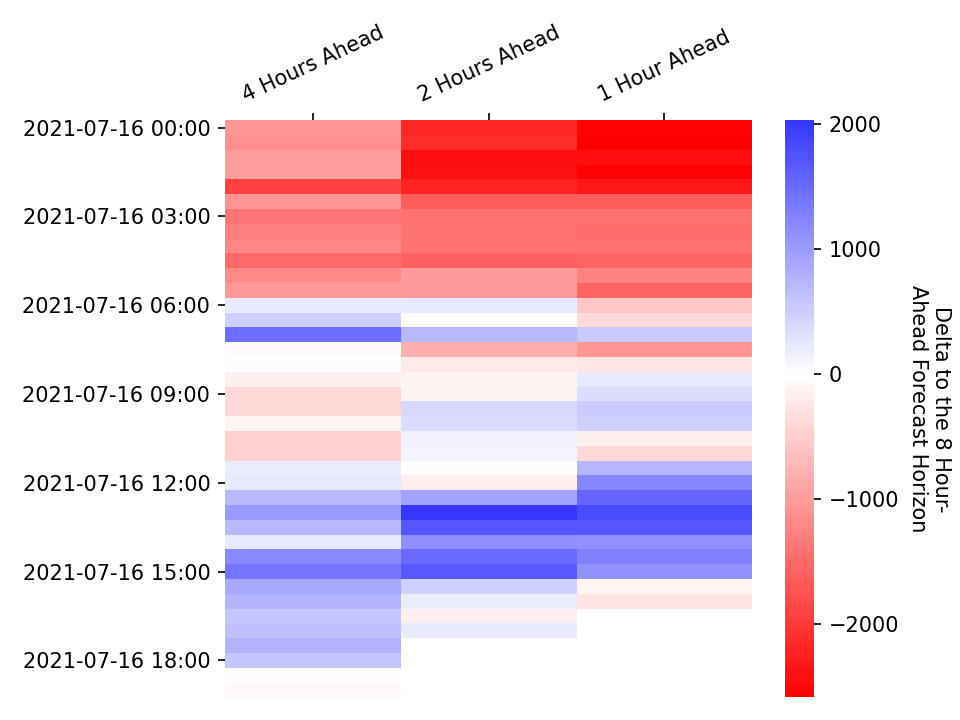 4 Hours Ahead
2 Hours Ahead
1 Hour Ahead
2021-07-16 00:00
2021-07-16 03:00
2021-07-16 06:00
2021-07-16 09:00
2021-07-16 12:00
2021-07-16 15:00
2021-07-16 18:00
2000
1000
0
−1000
−2000
Delta to the 8 Hour-
Ahead Forecast Horizon